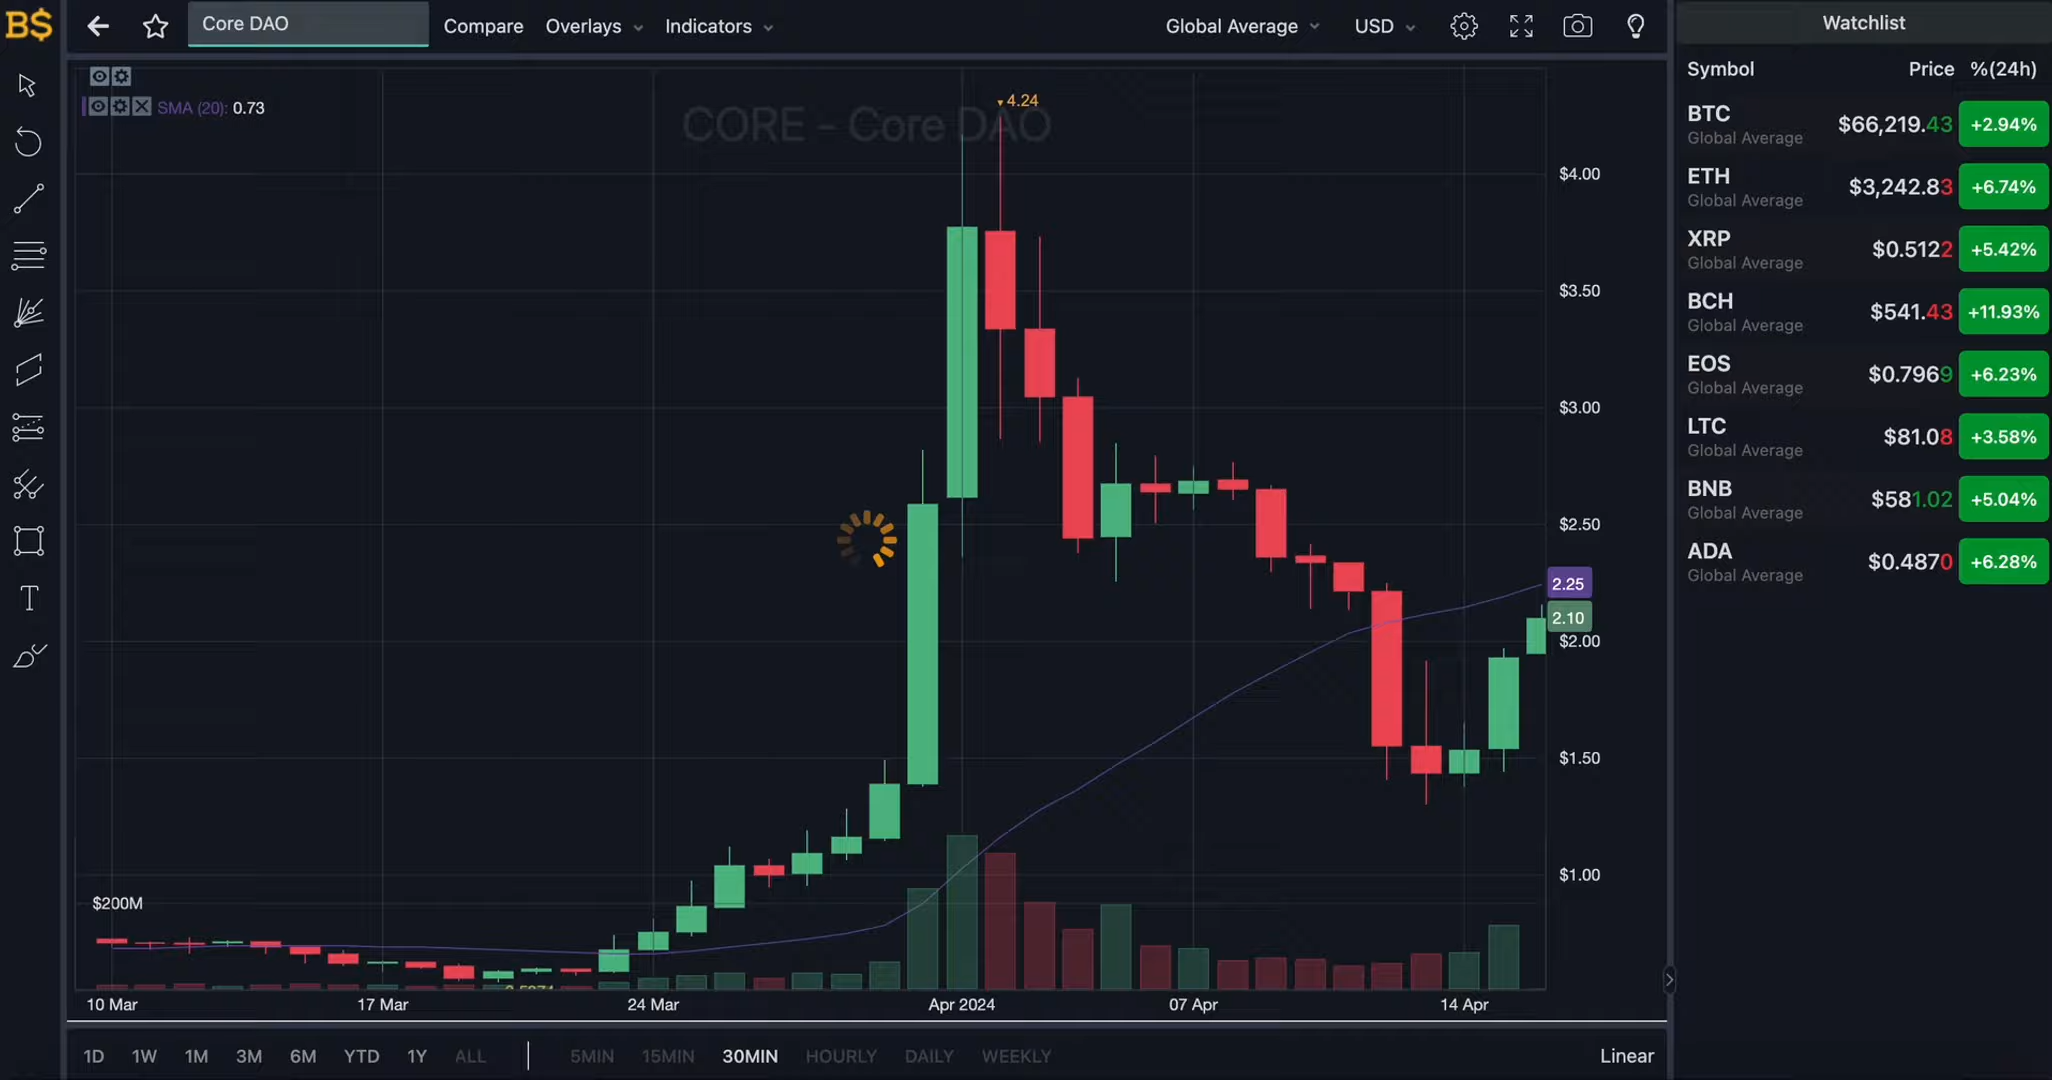 B$
Core DAO
Compare
Overlays
Indicators
Global Average
USD
Watchlist
Symbol Price %(24h)
BTC $66,219.43 +2.94%
Global Average
ETH $3,242.83 +6.74%
Global Average
XRP $0.5122 +5.42%
Global Average
BCH $541.43 +11.93%
Global Average
EOS $0.7969 +6.23%
Global Average
LTC $81.08 +3.58%
Global Average
BNB $581.02 +5.04%
Global Average
ADA $0.4870 +6.28%
Global Average
SMA (20): 0.73
4.24
CORE - Core DAO
$4.00
$3.50
$3.00
$2.50
2.25
2.10
$2.00
$1.50
$1.00
$200M
10 Mar 17 Mar 24 Mar Apr 2024 07 Apr 14 Apr
1D 1W 1M 3M 6M YTD 1Y ALL 5MIN 15MIN 30MIN HOURLY DAILY WEEKLY Linear
T